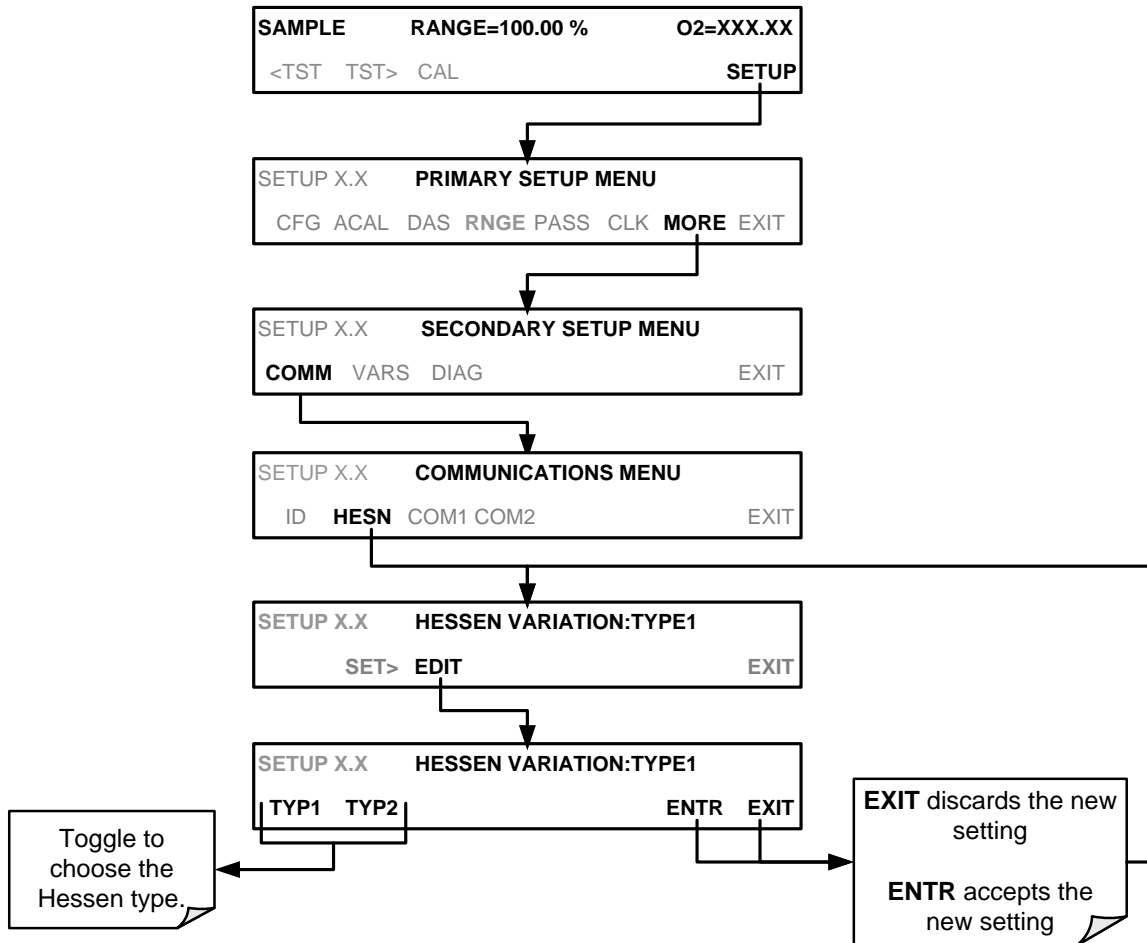 SAMPLE RANGE=100.00 % O2=XXX.XX
<TST TST> CAL SETUP
SETUP X.X PRIMARY SETUP MENU
CFG ACAL DAS RNGE PASS CLK MORE EXIT
SETUP X.X SECONDARY SETUP MENU
COMM VARS DIAG EXIT
SETUP X.X COMMUNICATIONS MENU
ID HESN COM1 COM2 EXIT
SETUP X.X HESSEN VARIATION:TYPE1
SET> EDIT EXIT
SETUP X.X HESSEN VARIATION:TYPE1
TYP1 TYP2 ENTR EXIT
Toggle to
choose the
Hessen type.
EXIT discards the new
setting
ENTR accepts the
new setting